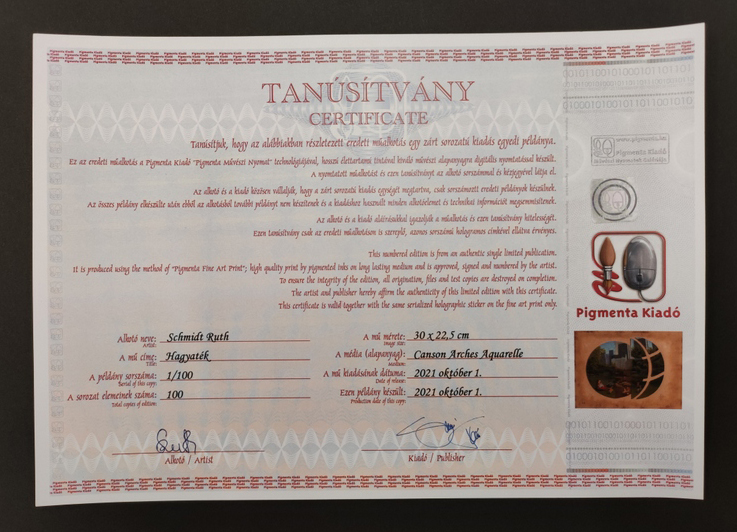 TANÚSÍTVÁNY
CERTIFICATE
Tanúsítjuk, hogy az alábbiakban részletezett eredeti műalkotás egy zárt sorozatú kiadás egyedi példánya.
Ez az eredeti műalkotás a Pigmenta Kiadó "Pigmenta Művészi Nyomat" technológiájával, hosszú élettartamú tintával kiváló művészi alapanyagra digitális nyomtatással készült.
A nyomtatott műalkotást és ezen tanúsítványt az alkotó sorszámmal és kézjegyével látja el.
Az alkotó és a kiadó közösen vállalják, hogy a zárt sorozatú kiadás egységét megtartva, csak sorszámozott eredeti példányok készülnek.
Az összes példány elkészülte után ebből az alkotásból további példányt nem készítenek és a kiadáshoz használt minden alkotóelemet és technikai információt megsemmisítenek.
Az alkotó és a kiadó aláírásukkal igazolják a műalkotás és ezen tanúsítvány hitelességét.
Ezen tanúsítvány csak az eredeti műalkotáson is szereplő, azonos sorszámú hologramos címkével ellátva érvényes.
This numbered edition is from an authentic single limited publication.
It is produced using the method of "Pigmenta Fine Art Print"; high quality print by pigmented inks on long lasting medium and is approved, signed and numbered by the artist.
To ensure the integrity of the edition, all origination, files and test copies are destroyed on completion.
The artist and publisher hereby affirm the authenticity of this limited edition with this certificate.
This certificate is valid together with the same serialized holographic sticker on the fine art print only.
Alkotó neve: Schmidt Ruth
Artist:
A mű címe: Hagyaték
Title:
A példány sorszáma: 1/100
Serial of this copy:
A sorozat elemeinek száma: 100
Total copies of edition:
A mű mérete: 30 x 22,5 cm
Image size:
A média (alapanyag): Canson Arches Aquarelle
Medium:
A mű kiadásának dátuma: 2021 október 1.
Date of release:
Ezen példány készült: 2021 október 1.
Production date of this copy:
Alkotó / Artist
Kiadó / Publisher
www.pigmenta.hu
Pigmenta Kiadó
Pigmenta Kiadó